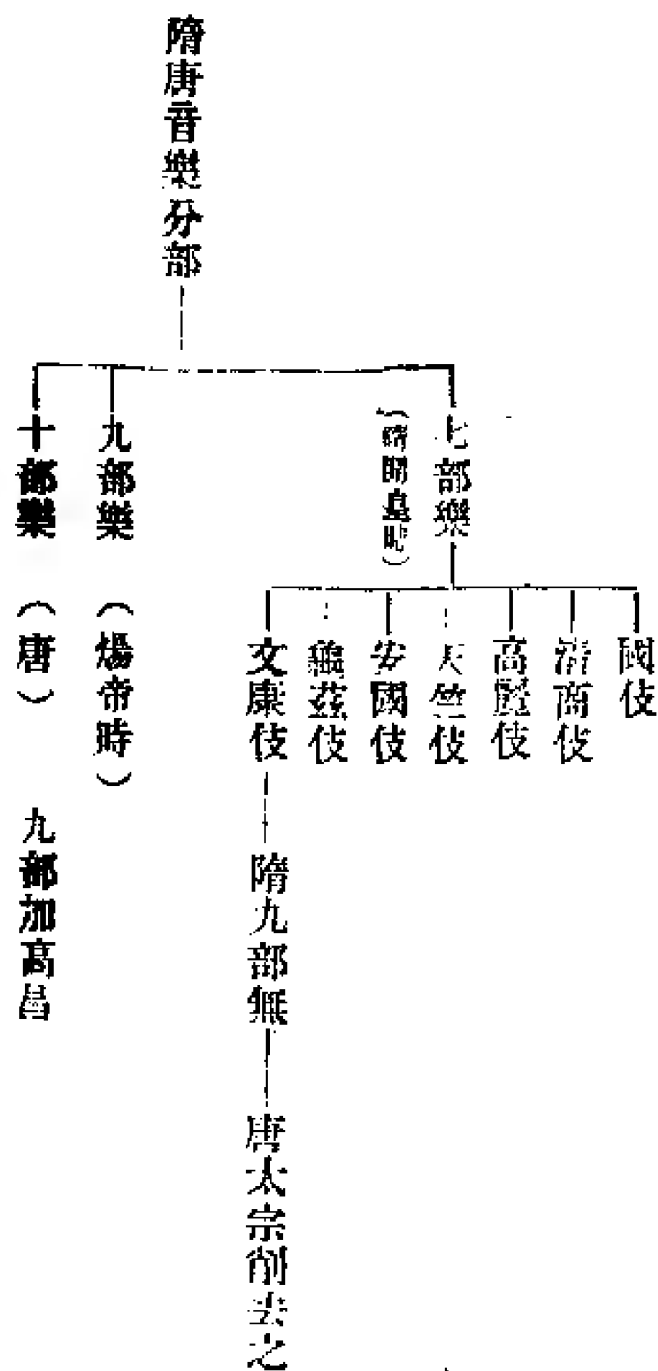 隋唐音樂分部
七部樂
(隋開皇時)
國伎
清商伎
高麗伎
天竺伎
安國伎
龜茲伎
文康伎
隋九部無
唐太宗削去之
九部樂 (煬帝時)
十部樂 (唐) 九部加高昌